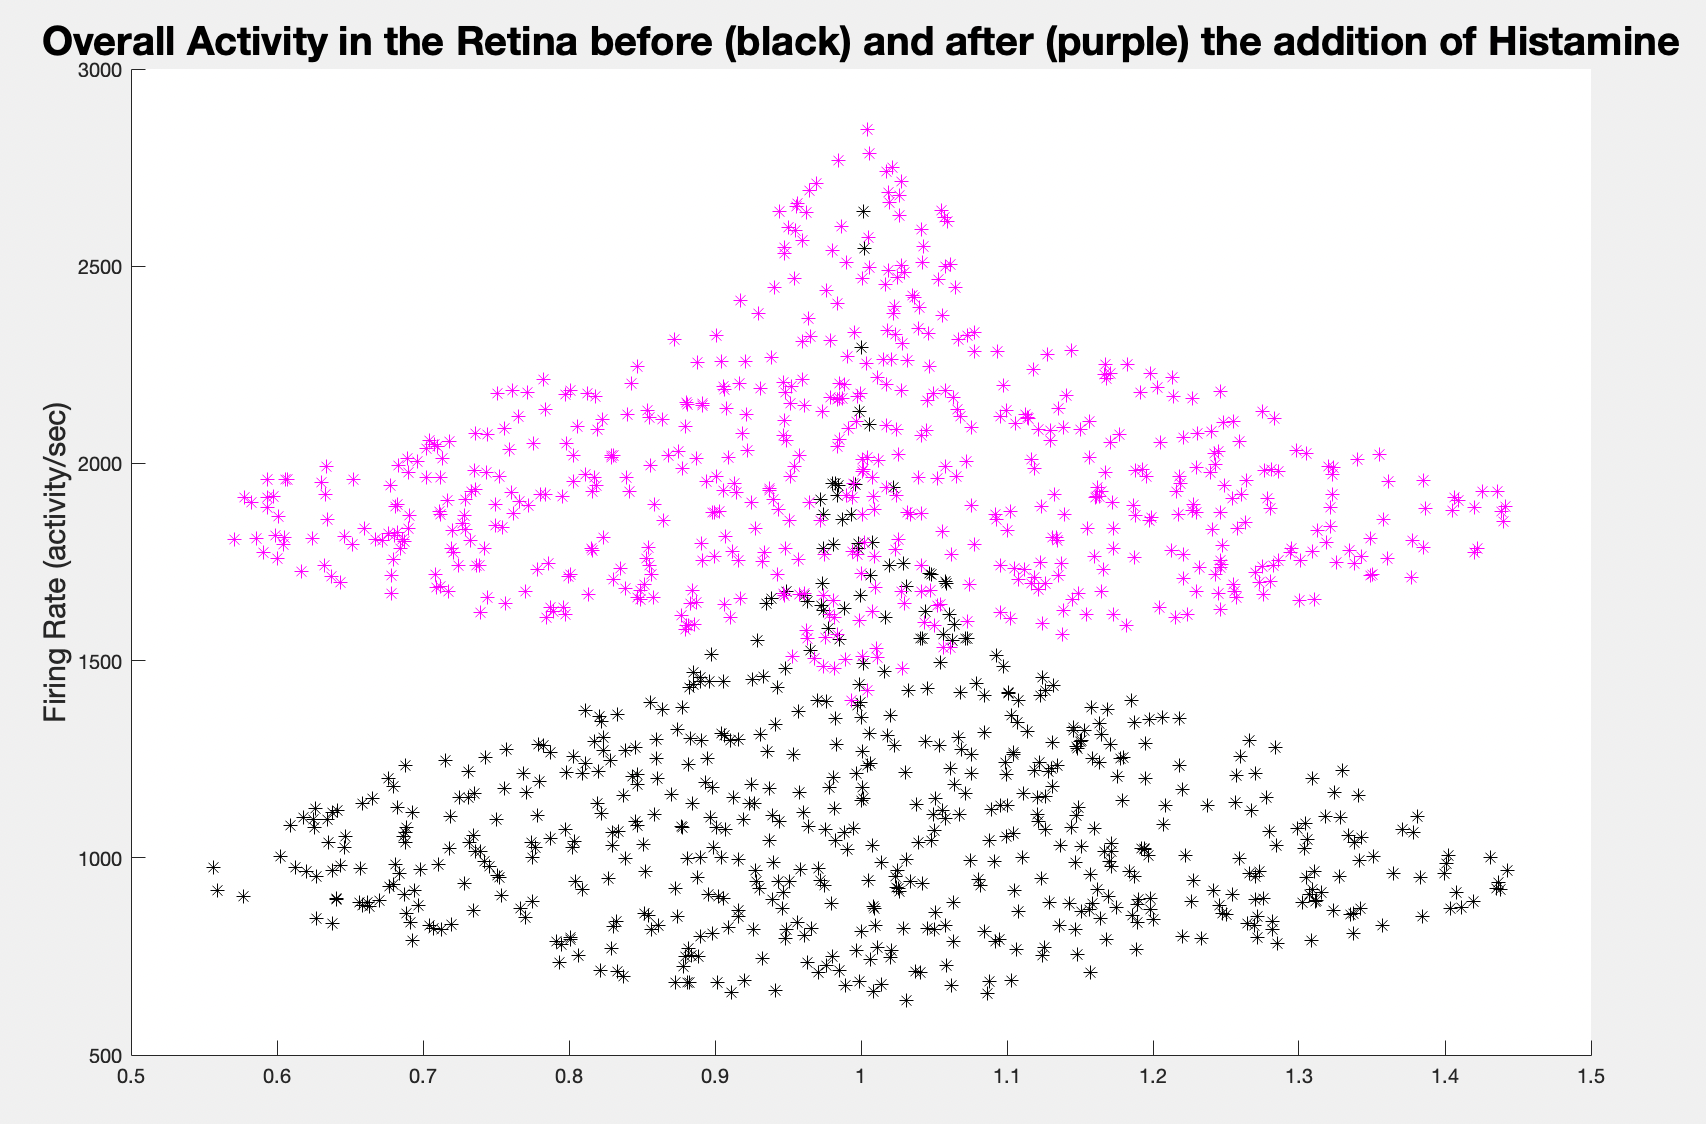 Overall Activity in the Retina before (black) and after (purple) the addition of Histamine
3000
2500
2000
1500
1000
500
Firing Rate (activity/sec)
0.5 0.6 0.7 0.8 0.9 1 1.1 1.2 1.3 1.4 1.5